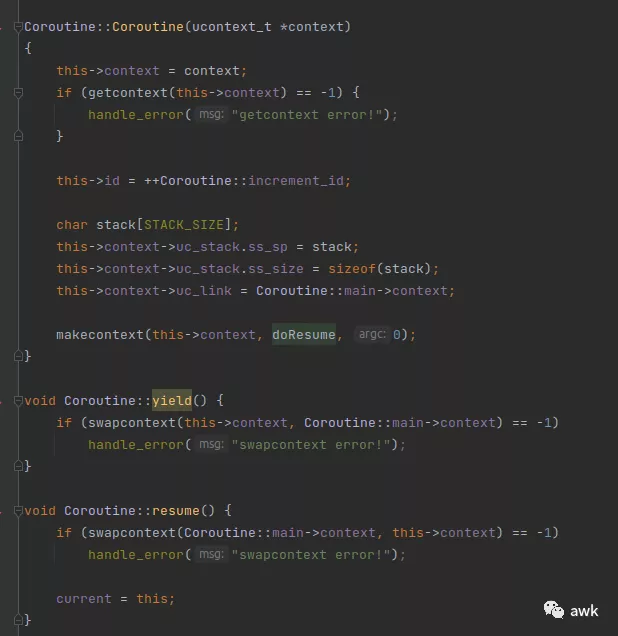 Coroutine::Coroutine(ucontext_t *context)
{
    this->context = context;
    if (getcontext(this->context) == -1) {
        handle_error( msg: "getcontext error!");
    }
    this->id = ++Coroutine::increment_id;
    char stack[STACK_SIZE];
    this->context->uc_stack.ss_sp = stack;
    this->context->uc_stack.ss_size = sizeof(stack);
    this->context->uc_link = Coroutine::main->context;
    makecontext(this->context, doResume, argc: 0);
}
void Coroutine::yield() {
    if (swapcontext(this->context, Coroutine::main->context) == -1)
        handle_error( msg: "swapcontext error!");
}
void Coroutine::resume() {
    if (swapcontext(Coroutine::main->context, this->context) == -1)
        handle_error( msg: "swapcontext error!");
    current = this;
}
awk